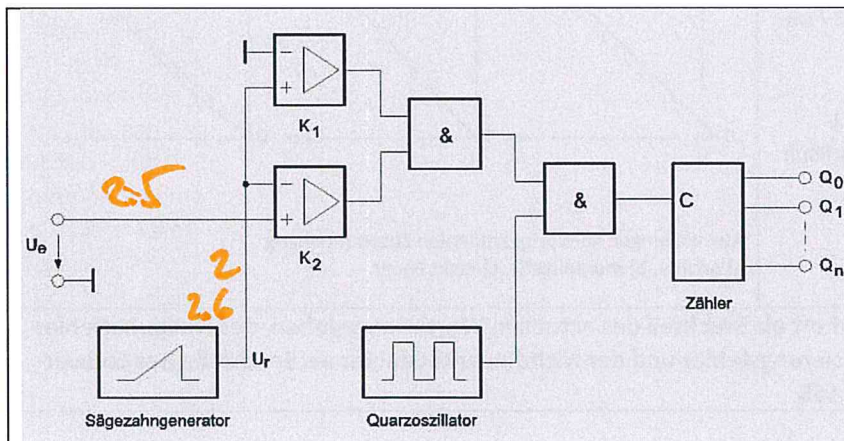 −
+
K1
&
−
+
K2
&
C
Q0
Q1
Qn
Zähler
2.5
Ue
2
2.6
Ur
Sägezahngenerator
Quarzoszillator